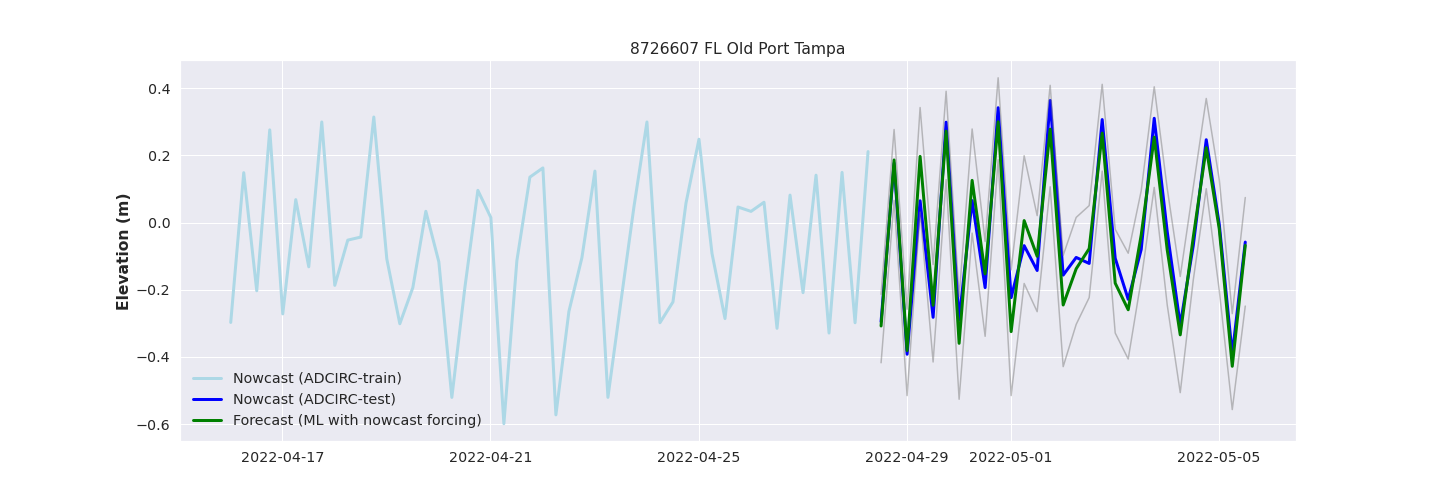 8726607 FL Old Port Tampa
Elevation (m)
0.4
0.2
0.0
−0.2
−0.4
−0.6
Nowcast (ADCIRC-train)
Nowcast (ADCIRC-test)
Forecast (ML with nowcast forcing)
2022-04-17 2022-04-21 2022-04-25 2022-04-29 2022-05-01 2022-05-05